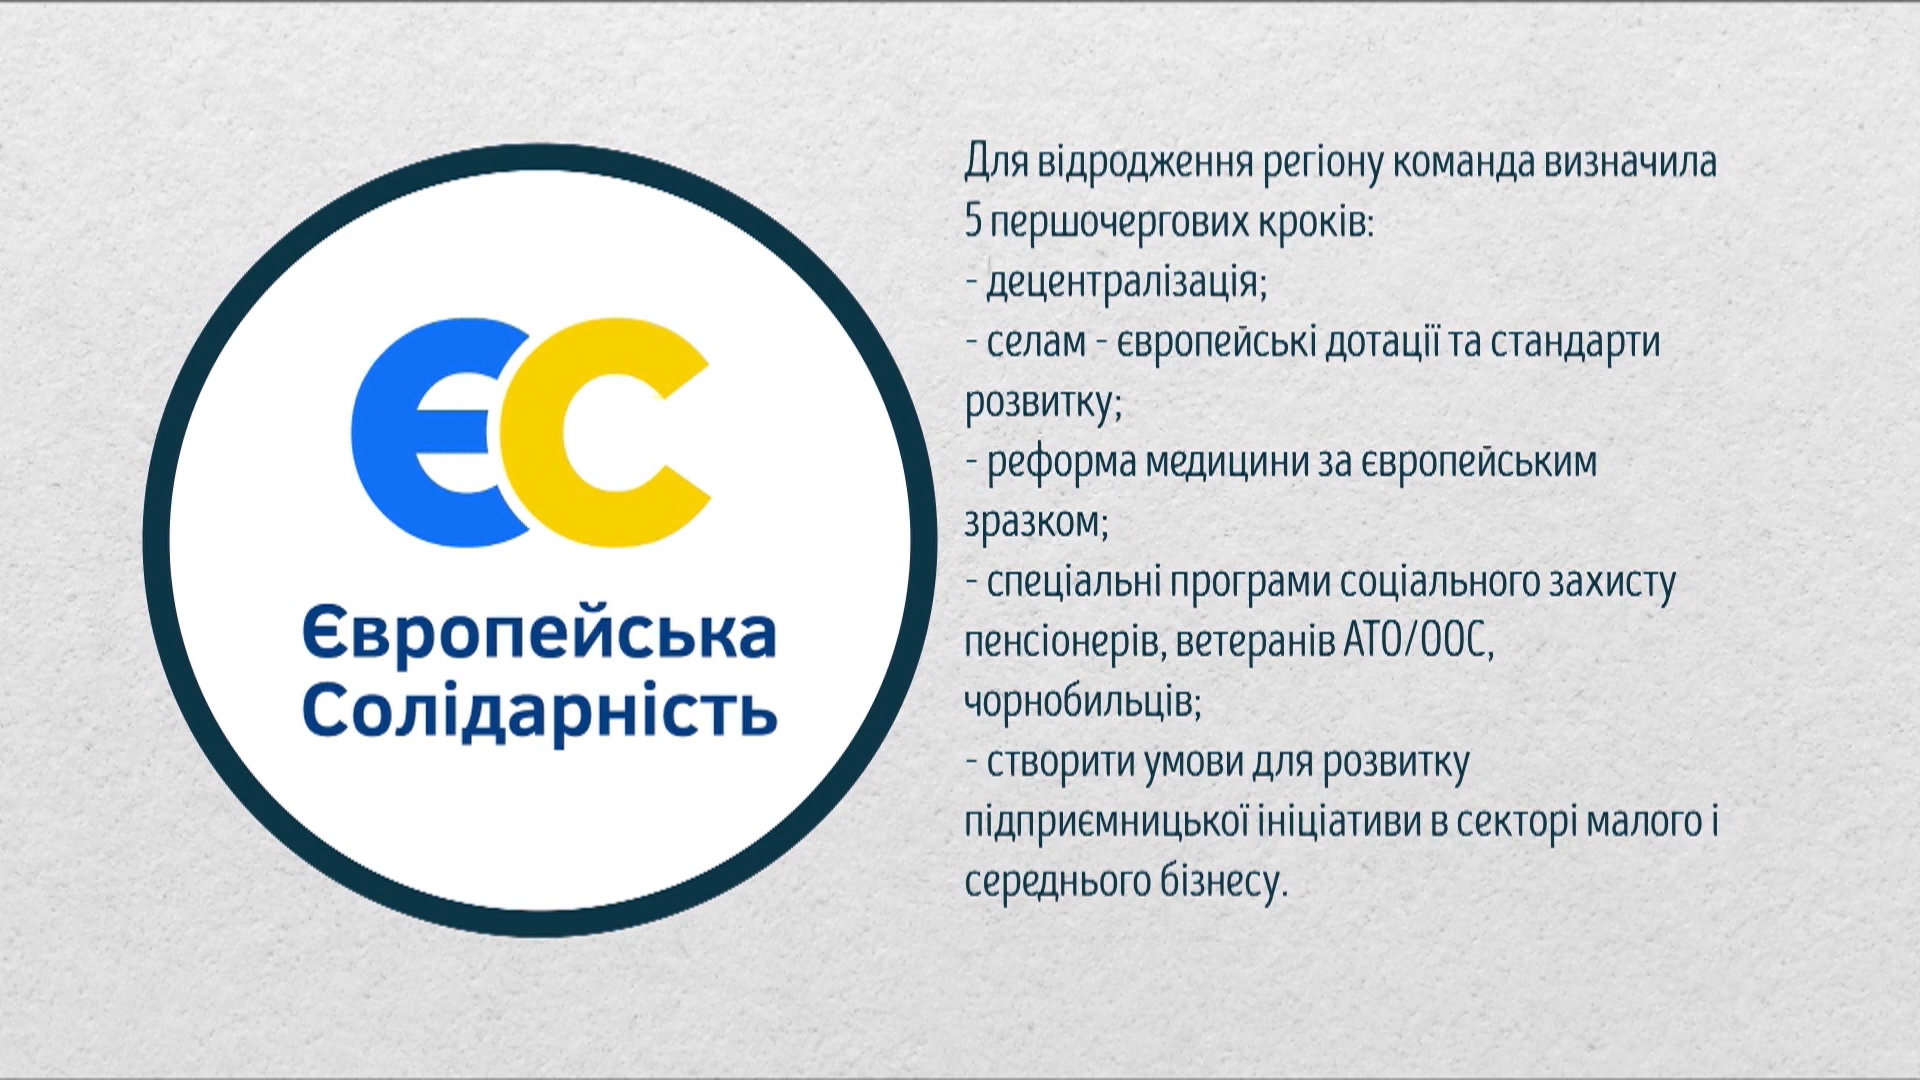 ЄС
Європейська
Солідарність
Для відродження регіону команда визначила
5 першочергових кроків:
- децентралізація;
- селам - європейські дотації та стандарти
розвитку;
- реформа медицини за європейським
зразком;
- спеціальні програми соціального захисту
пенсіонерів, ветеранів АТО/ООС,
чорнобильців;
- створити умови для розвитку
підприємницької ініціативи в секторі малого і
середнього бізнесу.